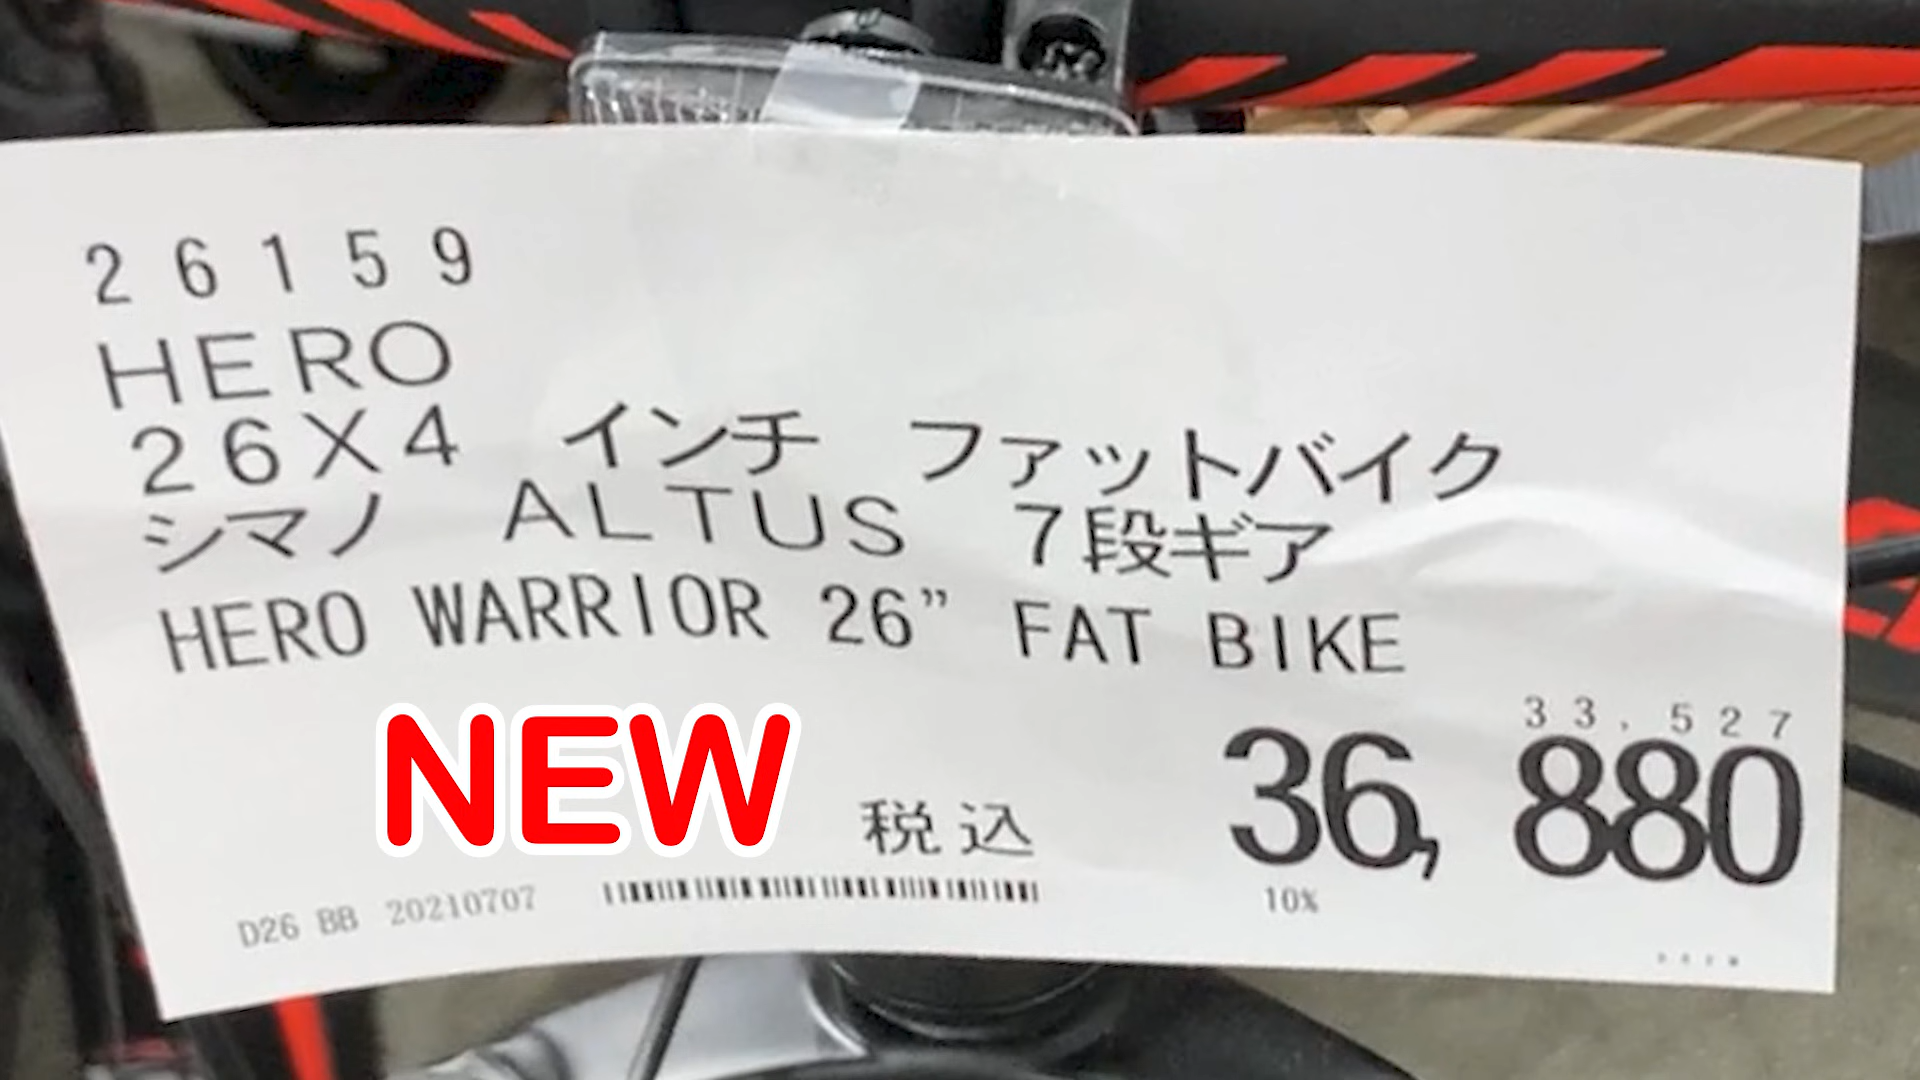 26159
HERO
26X4 インチ ファットバイク
シマノ ALTUS 7段ギア
HERO WARRIOR 26” FAT BIKE
33,527
NEW 税込 36,880
10%
D26 BB 20210707